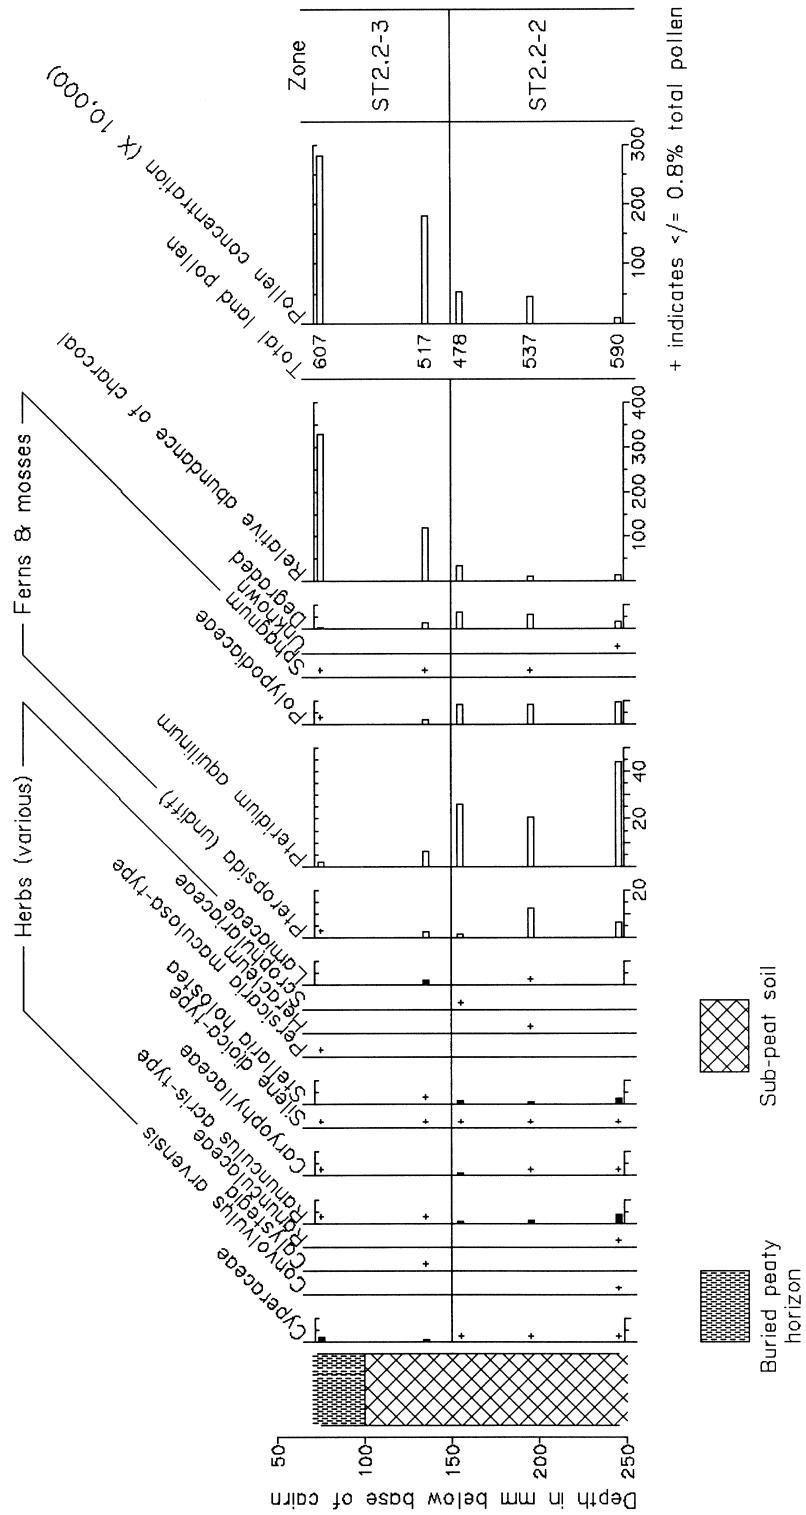 Herbs (various)
Ferns & mosses
Cyperaceae
Convolvulus arvensis
Calystegia
Ranunculaceae
Ranunculus acris-type
Caryophyllaceae
Silene dioica-type
Stellaria holostea
Persicaria maculosa-type
Heracleum
Scrophulariaceae
Lamiaceae
Pteropsida (undiff)
Pteridium aquilinum
Polypodiaceae
Sphagnum
Unknown
Degraded
Relative abundance of charcoal
Total land pollen
Pollen concentration (X 10,000)
Zone
607
517
478
537
590
ST2.2-3
ST2.2-2
50
100
150
200
250
Depth in mm below base of cairn
20
20 40
100 200 300 400
100 200 300
+ indicates </= 0.8% total pollen
Buried peaty
horizon
Sub-peat soil